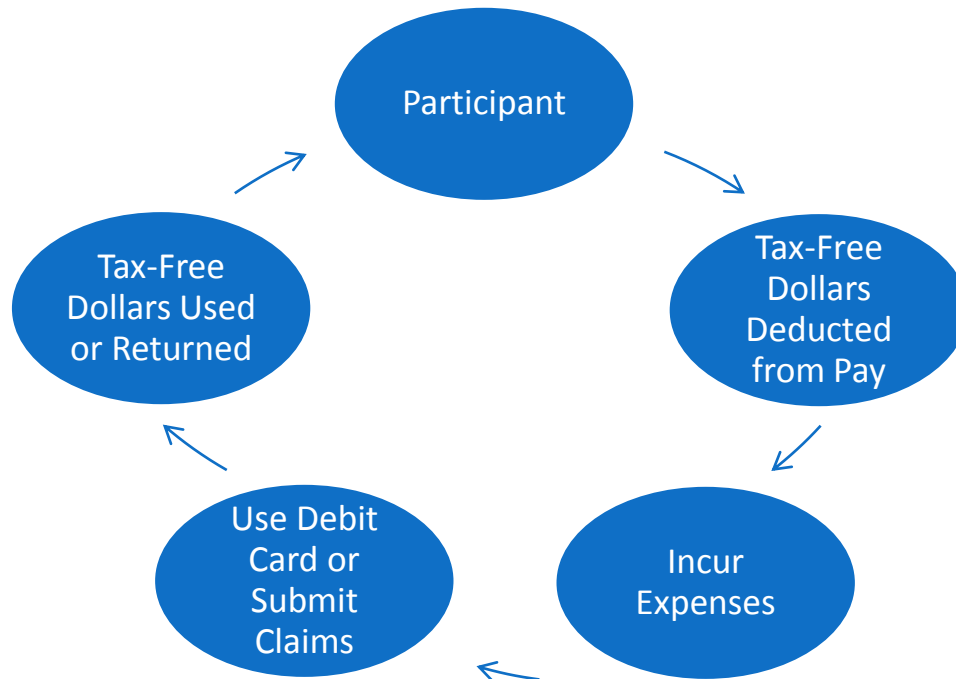 Participant
Tax-Free
Dollars
Deducted
from Pay
Incur
Expenses
Use Debit
Card or
Submit
Claims
Tax-Free
Dollars Used
or Returned